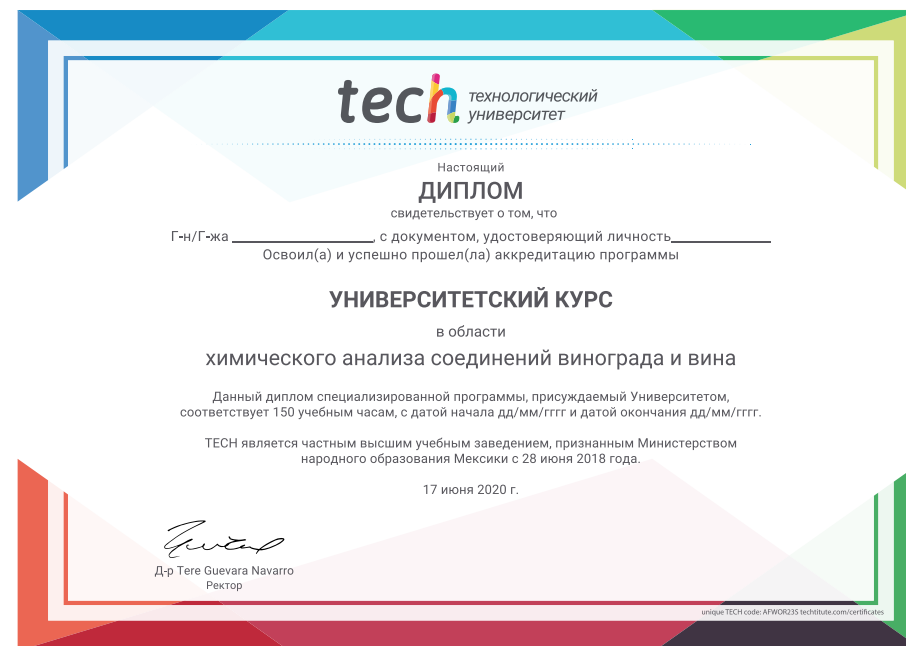 tech технологический
университет
Настоящий
ДИПЛОМ
свидетельствует о том, что
Г-н/Г-жа , с документом, удостоверяющий личность
Освоил(а) и успешно прошел(ла) аккредитацию программы
УНИВЕРСИТЕТСКИЙ КУРС
в области
химического анализа соединений винограда и вина
Данный диплом специализированной программы, присуждаемый Университетом,
соответствует 150 учебным часам, с датой начала дд/мм/гггг и датой окончания дд/мм/гггг.
TECH является частным высшим учебным заведением, признанным Министерством
народного образования Мексики с 28 июня 2018 года.
17 июня 2020 г.
Д-р Tere Guevara Navarro
Ректор
unique TECH code: AFWOR23S techtitute.com/certificates